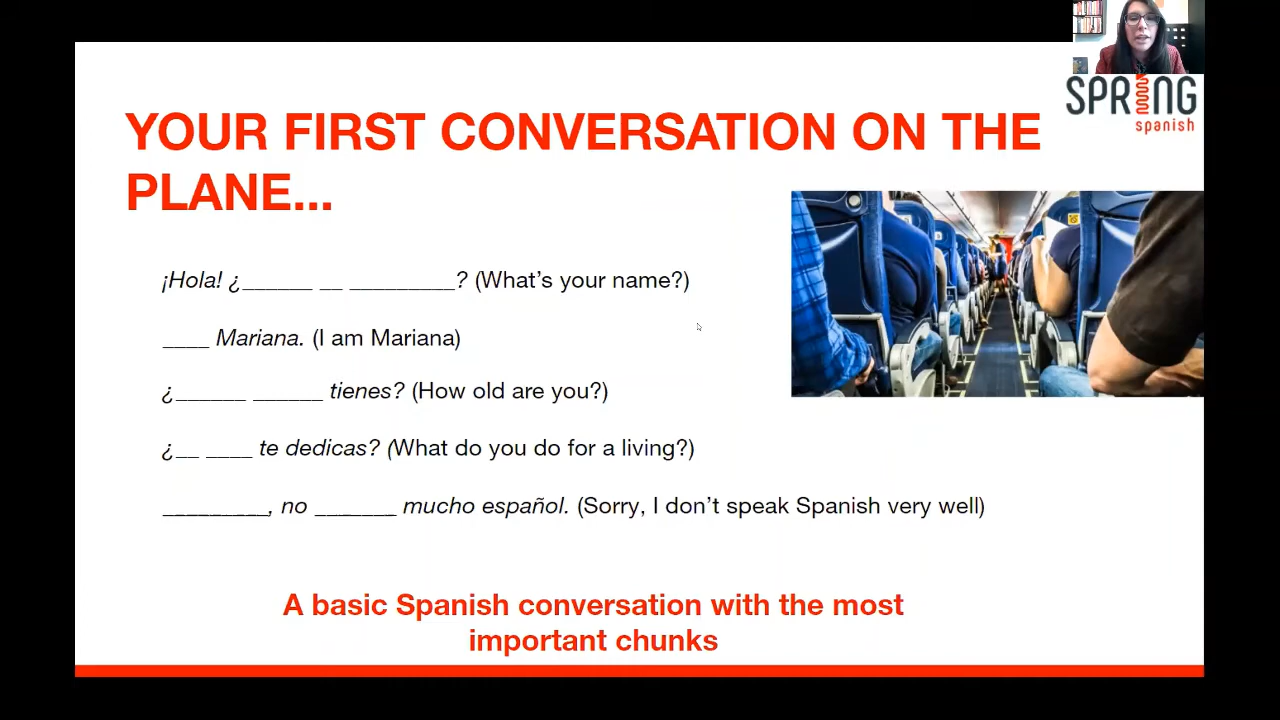 SPRING
spanish
YOUR FIRST CONVERSATION ON THE
PLANE...
¡Hola! ¿______ __ _________? (What's your name?)
____ Mariana. (I am Mariana)
¿______ ______ tienes? (How old are you?)
¿__ ____ te dedicas? (What do you do for a living?)
_________, no _______ mucho español. (Sorry, I don't speak Spanish very well)
A basic Spanish conversation with the most
important chunks